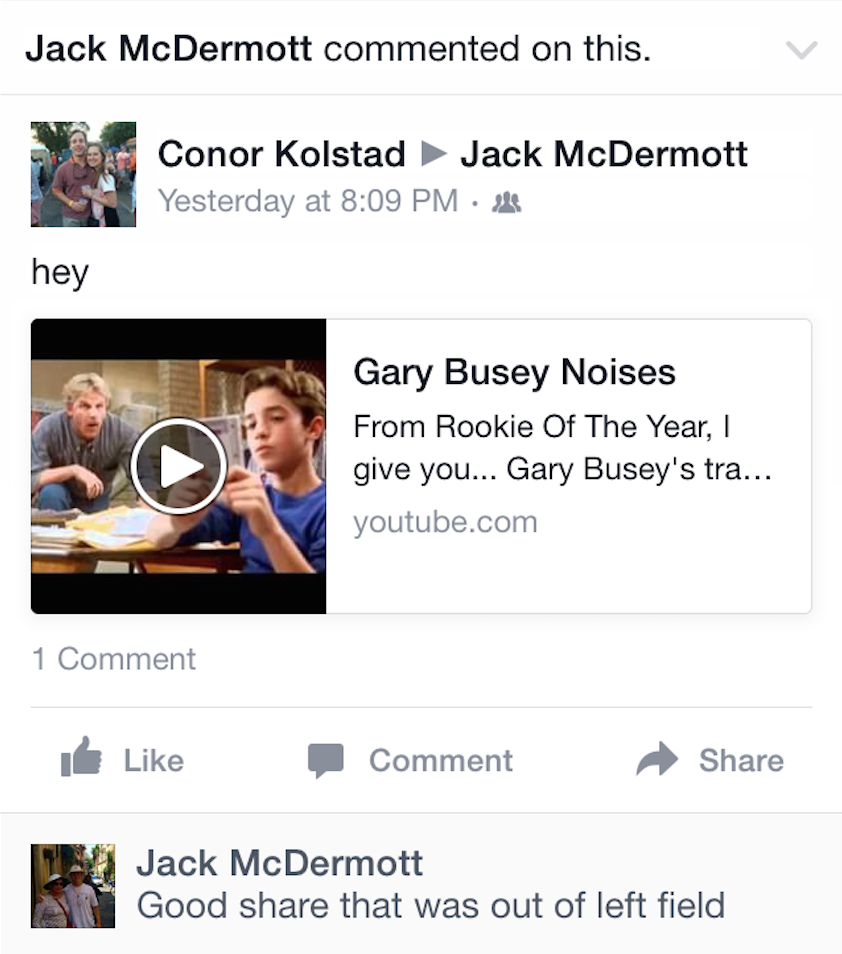 Jack McDermott commented on this.
Conor Kolstad ▶ Jack McDermott
Yesterday at 8:09 PM ·
hey
Gary Busey Noises
From Rookie Of The Year, I
give you... Gary Busey's tra...
youtube.com
1 Comment
Like Comment Share
Jack McDermott
Good share that was out of left field